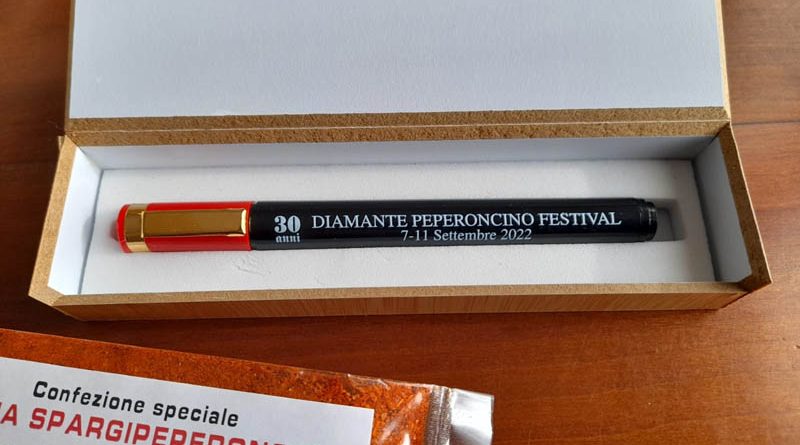 30 anni
DIAMANTE PEPERONCINO FESTIVAL
7-11 Settembre 2022
Confezione speciale